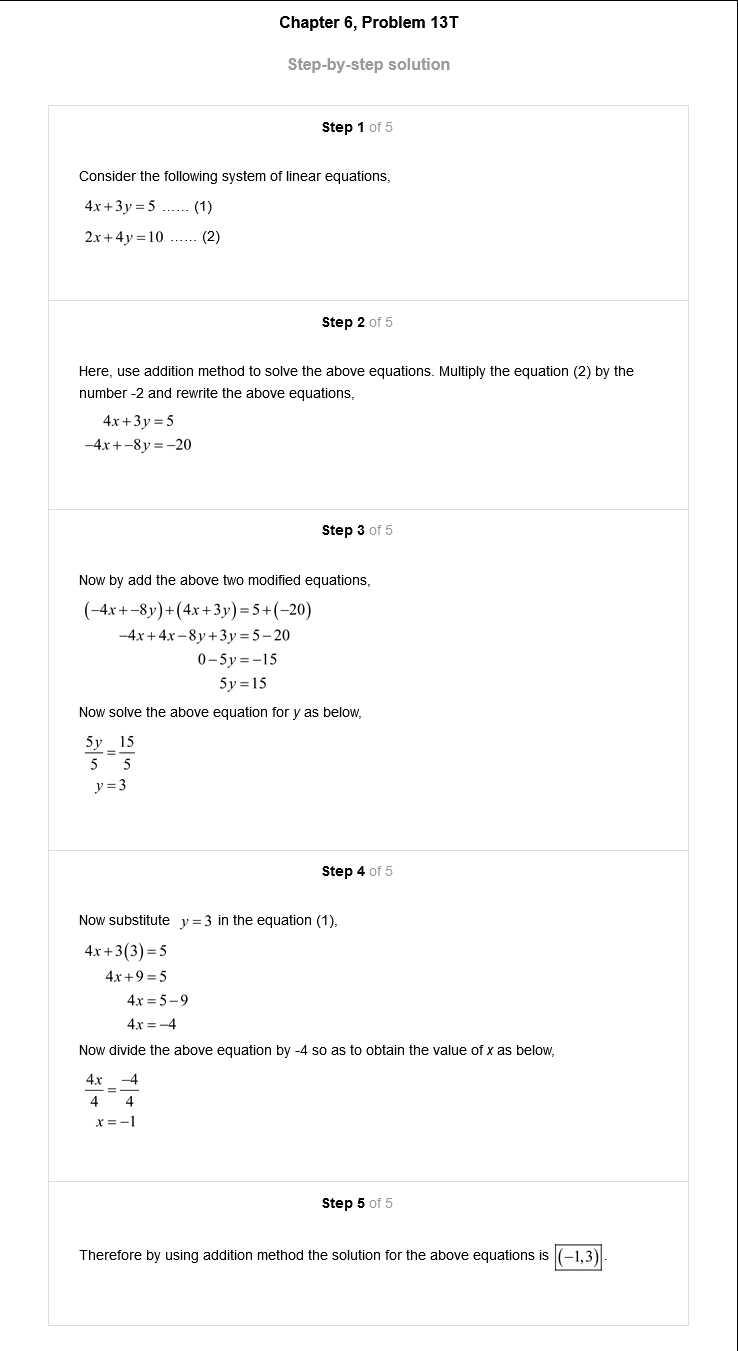 Chapter 6, Problem 13T
Step-by-step solution
Step 1 of 5
Consider the following system of linear equations,
4x+3y=5 ...... (1)
2x+4y=10 ...... (2)
Step 2 of 5
Here, use addition method to solve the above equations. Multiply the equation (2) by the
number -2 and rewrite the above equations,
4x+3y=5
−4x+−8y=−20
Step 3 of 5
Now by add the above two modified equations,
(−4x+−8y)+(4x+3y)=5+(−20)
−4x+4x−8y+3y=5−20
0−5y=−15
5y=15
Now solve the above equation for y as below,
5y/5=15/5
y=3
Step 4 of 5
Now substitute y=3 in the equation (1),
4x+3(3)=5
4x+9=5
4x=5−9
4x=−4
Now divide the above equation by -4 so as to obtain the value of x as below,
4x/4=−4/4
x=−1
Step 5 of 5
Therefore by using addition method the solution for the above equations is (−1,3).